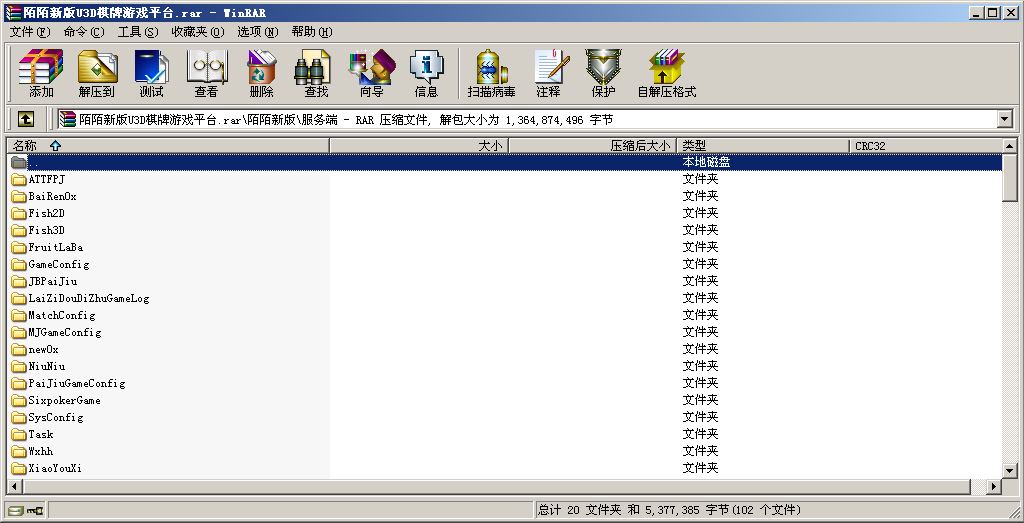 陌陌新版U3D棋牌游戏平台.rar - WinRAR
文件(F) 命令(C) 工具(S) 收藏夹(O) 选项(N) 帮助(H)
添加 解压到 测试 查看 删除 查找 向导 信息 扫描病毒 注释 保护 自解压格式
陌陌新版U3D棋牌游戏平台.rar\陌陌新版\服务端 - RAR 压缩文件, 解包大小为 1,364,874,496 字节
名称 大小 压缩后大小 类型 CRC32
.. 本地磁盘
ATTFPJ 文件夹
BaiRenOx 文件夹
Fish2D 文件夹
Fish3D 文件夹
FruitLaBa 文件夹
GameConfig 文件夹
JBPaiJiu 文件夹
LaiZiDouDiZhuGameLog 文件夹
MatchConfig 文件夹
MJGameConfig 文件夹
newOx 文件夹
NiuNiu 文件夹
PaiJiuGameConfig 文件夹
SixpokerGame 文件夹
SysConfig 文件夹
Task 文件夹
Wxhh 文件夹
XiaoYouXi 文件夹
总计 20 文件夹 和 5,377,385 字节(102 个文件)